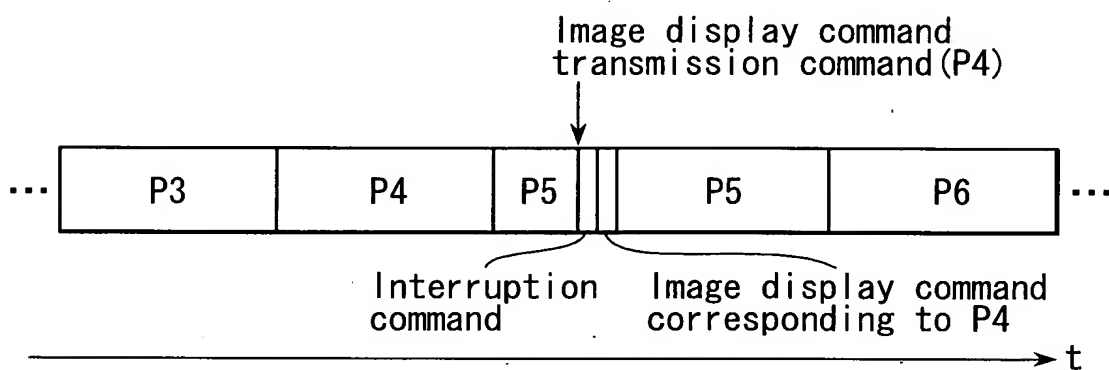 Image display command
transmission command(P4)
... P3 P4 P5 P5 P6 ...
Interruption command
Image display command
corresponding to P4
t